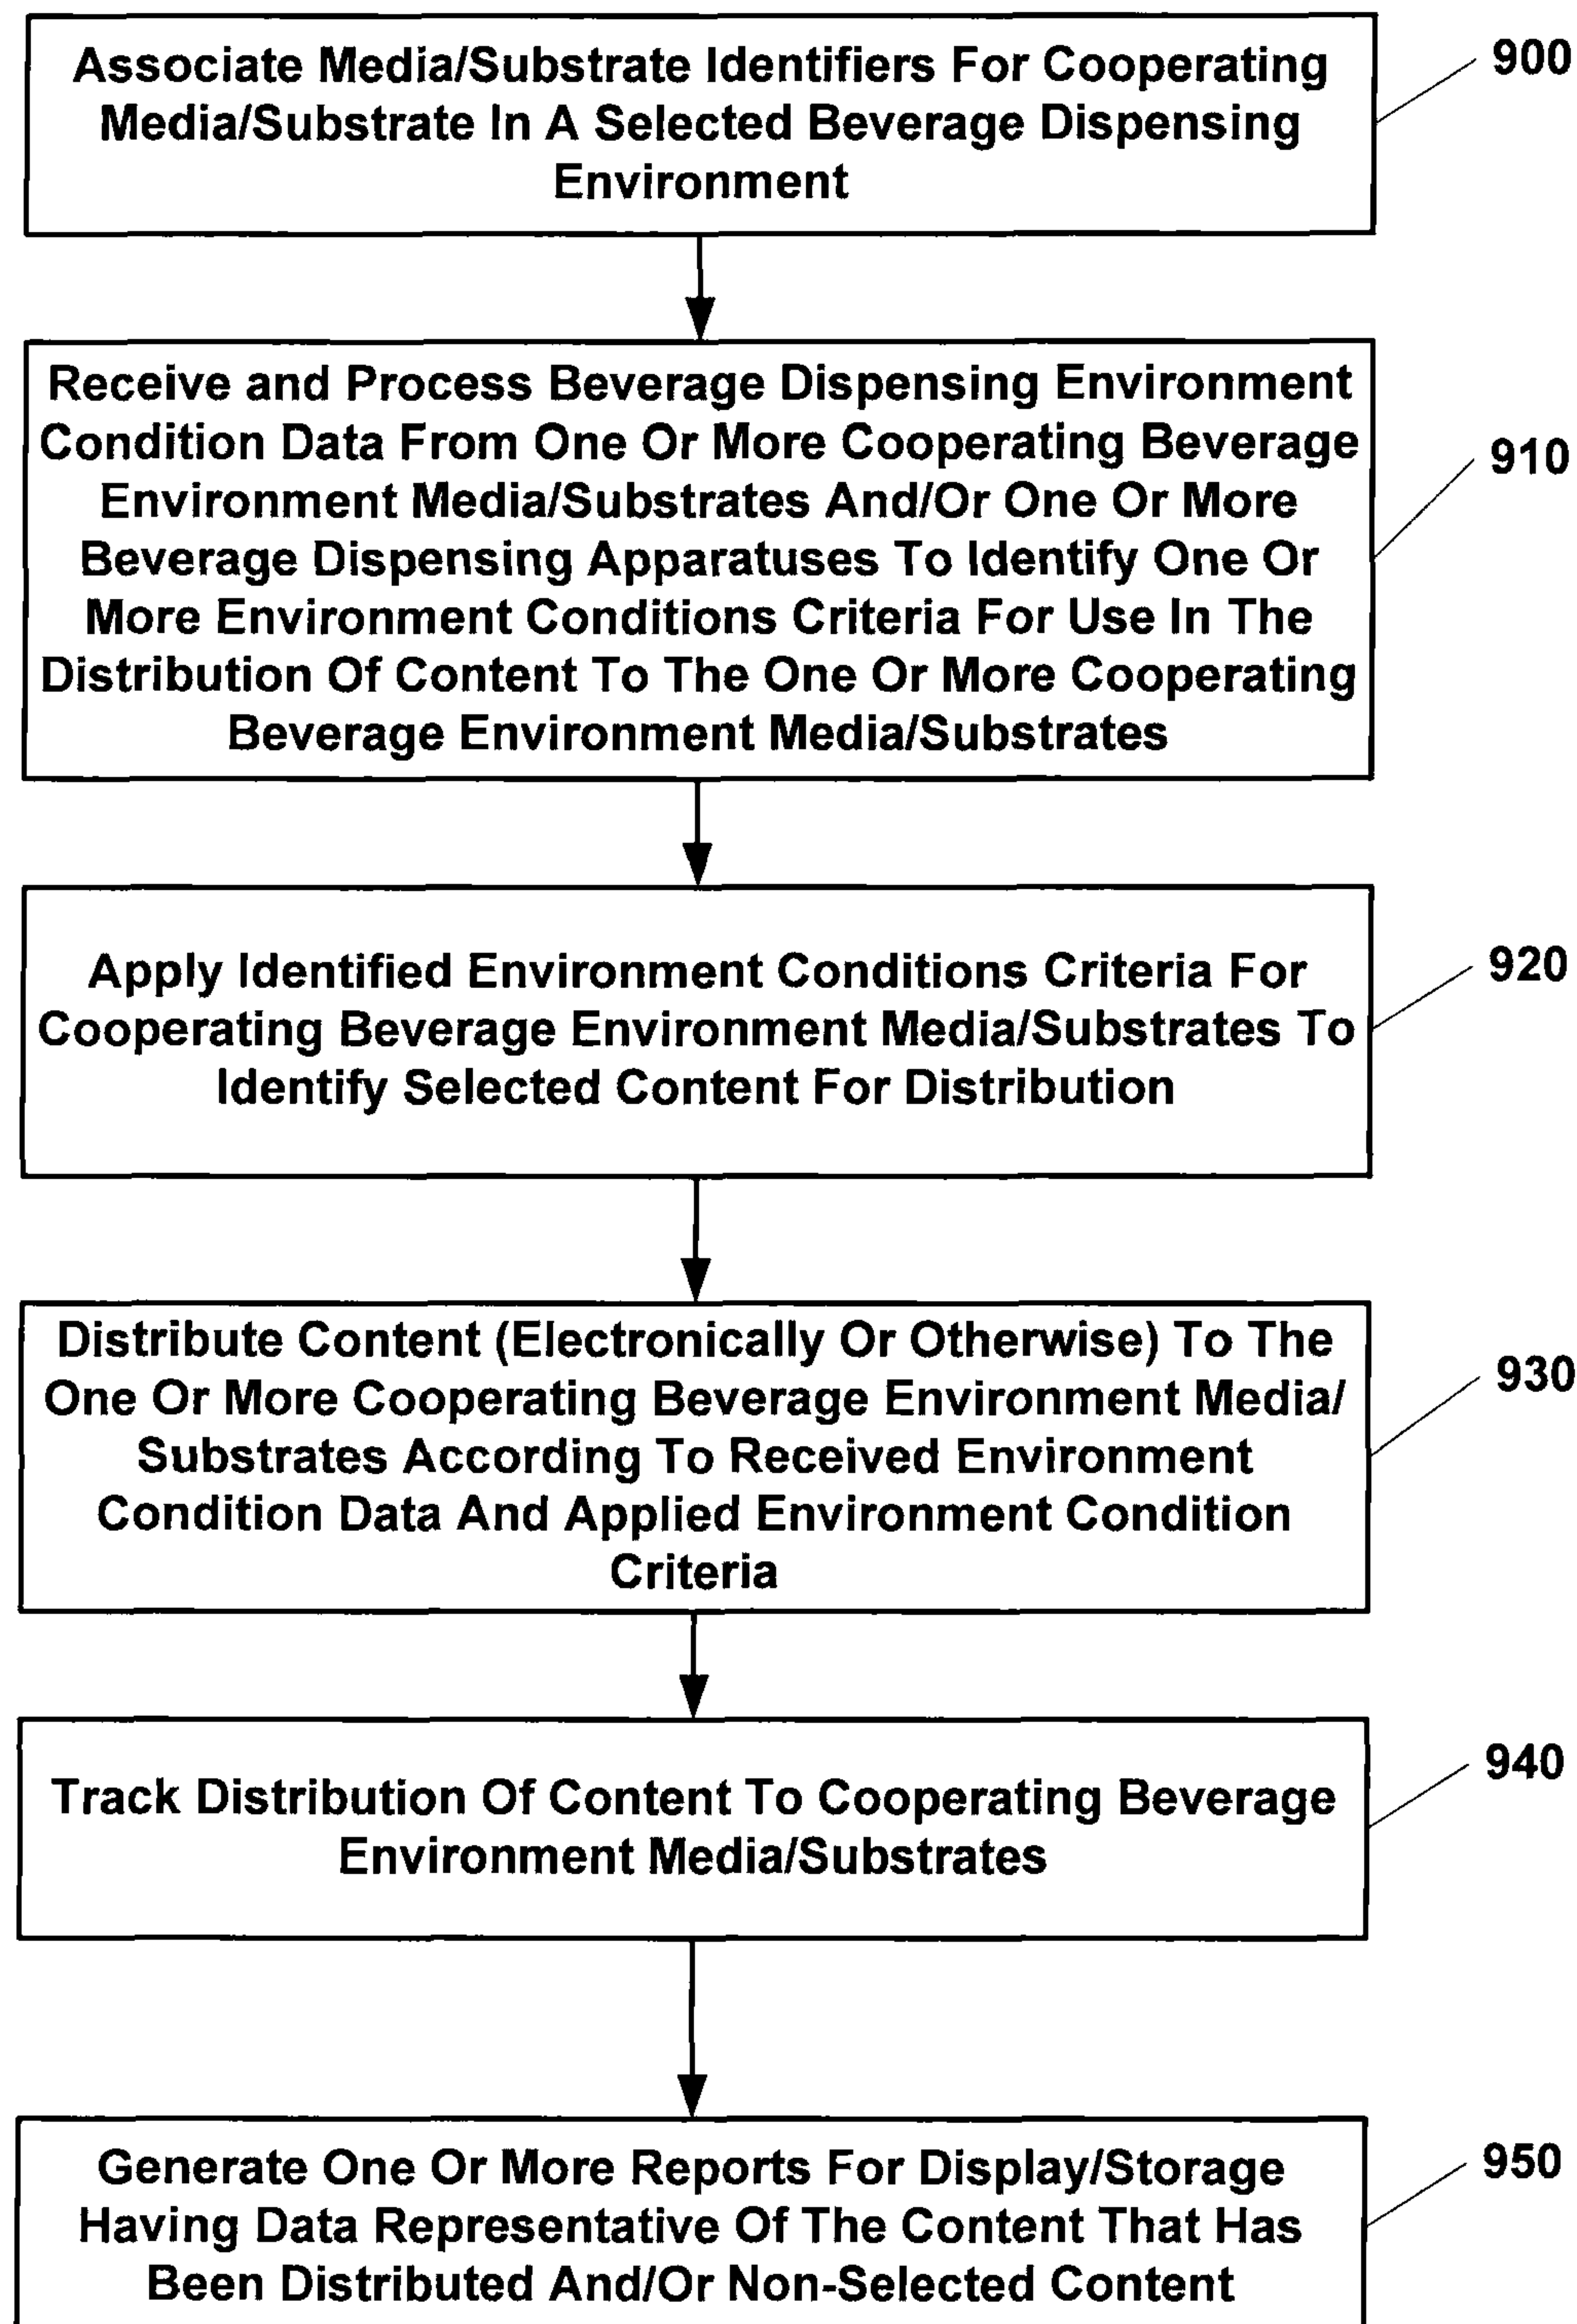 Associate Media/Substrate Identifiers For Cooperating
Media/Substrate In A Selected Beverage Dispensing
Environment
900
Receive and Process Beverage Dispensing Environment
Condition Data From One Or More Cooperating Beverage
Environment Media/Substrates And/Or One Or More
Beverage Dispensing Apparatuses To Identify One Or
More Environment Conditions Criteria For Use In The
Distribution Of Content To The One Or More Cooperating
Beverage Environment Media/Substrates
910
Apply Identified Environment Conditions Criteria For
Cooperating Beverage Environment Media/Substrates To
Identify Selected Content For Distribution
920
Distribute Content (Electronically Or Otherwise) To The
One Or More Cooperating Beverage Environment Media/
Substrates According To Received Environment
Condition Data And Applied Environment Condition
Criteria
930
Track Distribution Of Content To Cooperating Beverage
Environment Media/Substrates
940
Generate One Or More Reports For Display/Storage
Having Data Representative Of The Content That Has
Been Distributed And/Or Non-Selected Content
950